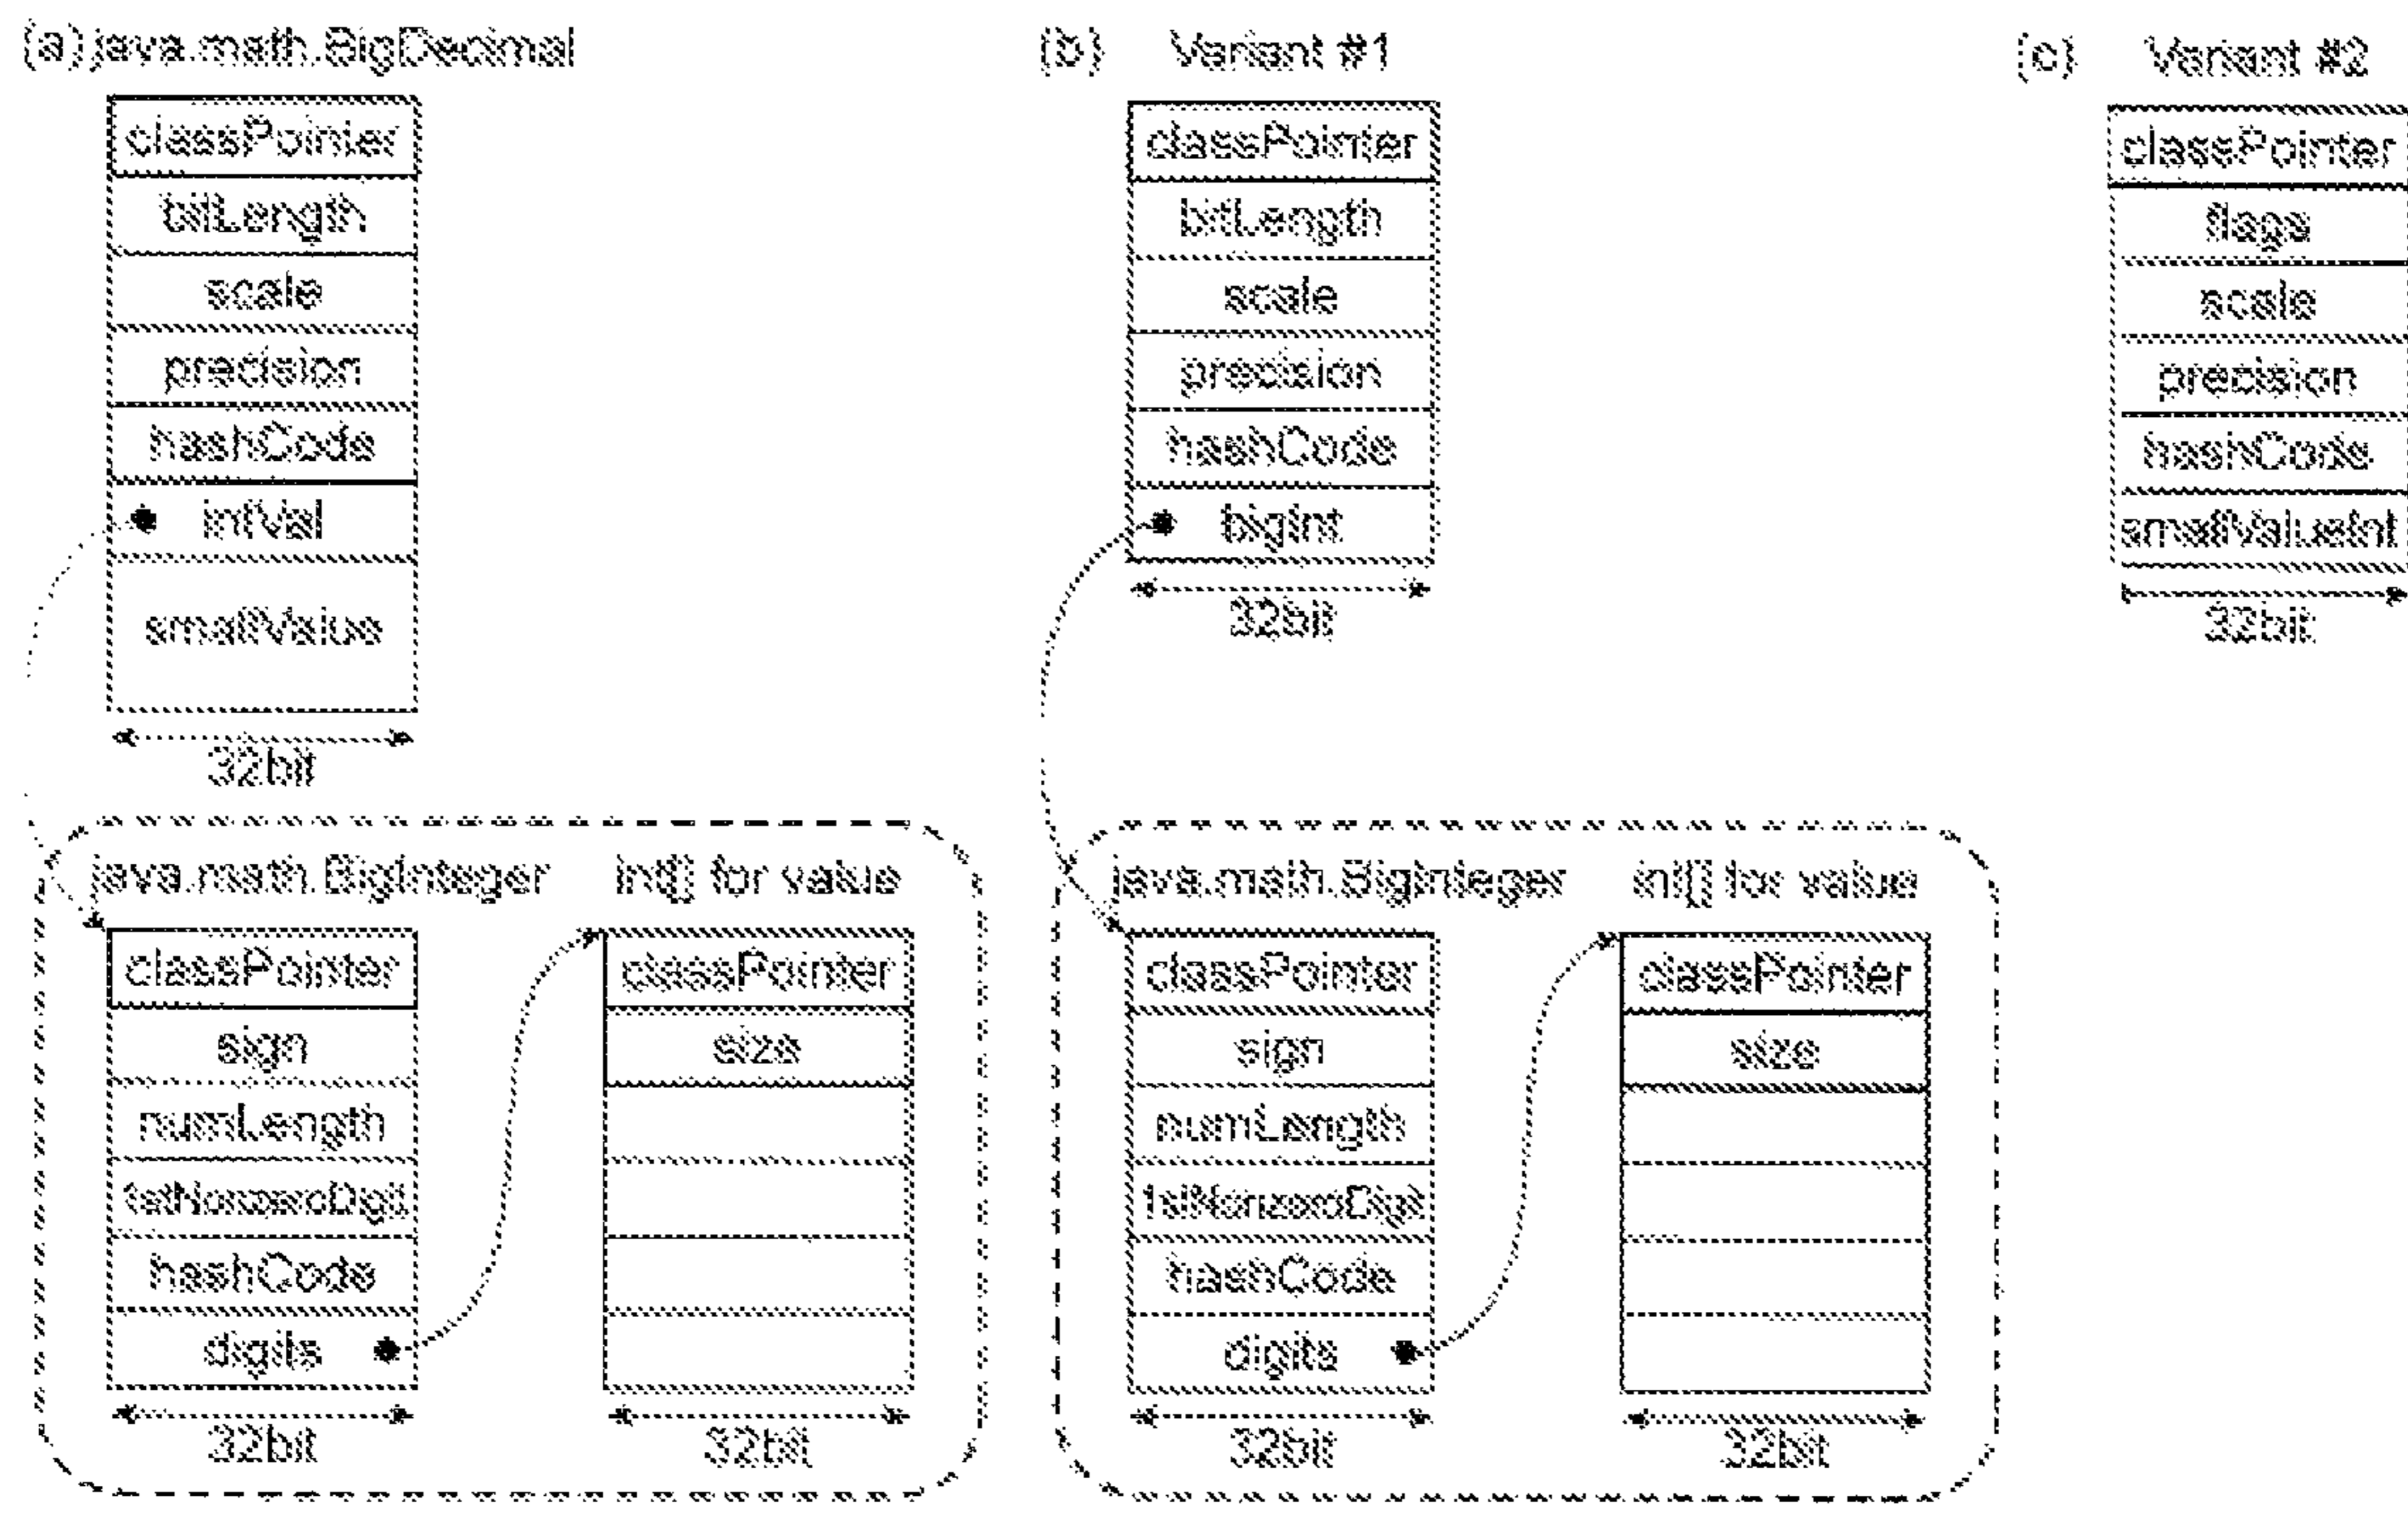 (a) java.math.BigDecimal
classPointer
bitLength
scale
precision
hashCode
intVal
smallValue
32bit
java.math.BigInteger
classPointer
sign
numLength
1stNonzeroDigit
hashCode
digits
32bit
int[] for value
classPointer
size
32bit
(b) Variant #1
classPointer
bitLength
scale
precision
hashCode
bigInt
32bit
java.math.BigInteger
classPointer
sign
numLength
1stNonzeroDigit
hashCode
digits
32bit
int[] for value
classPointer
size
32bit
(c) Variant #2
classPointer
flags
scale
precision
hashCode
smallValueInt
32bit